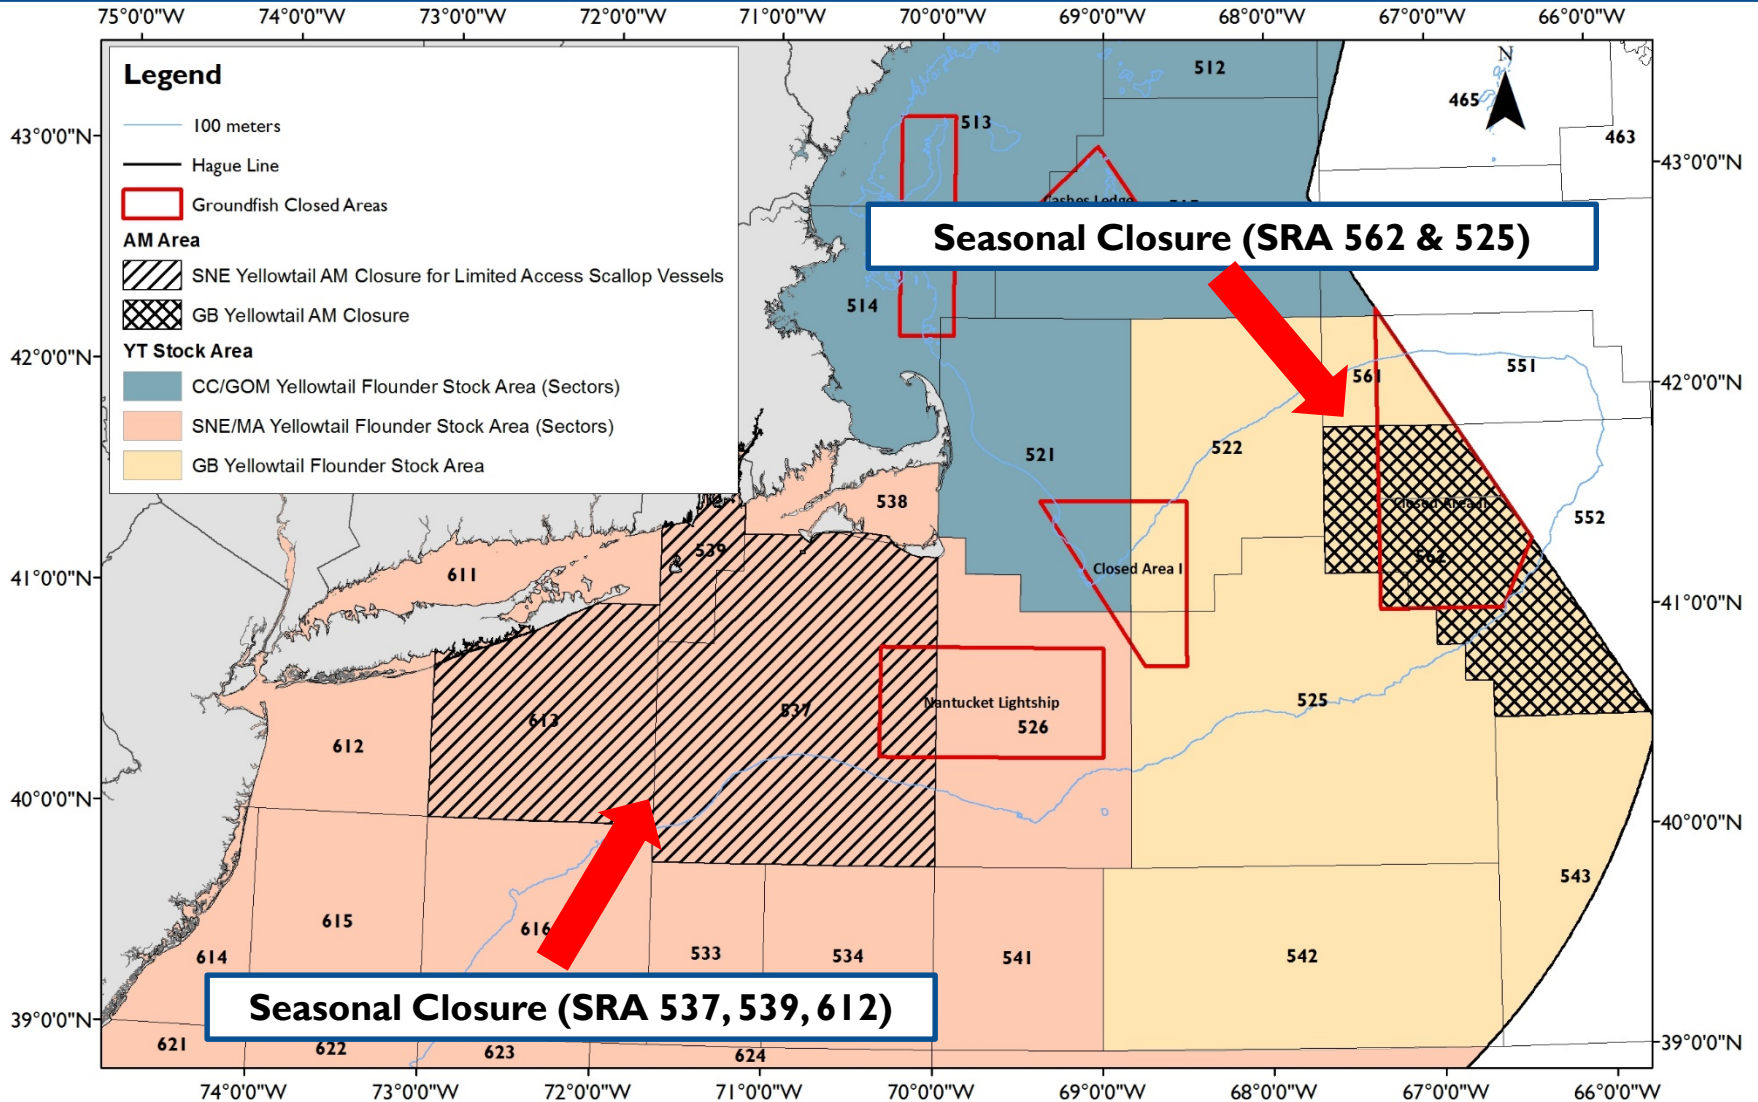 75°0'0"W 74°0'0"W 73°0'0"W 72°0'0"W 71°0'0"W 70°0'0"W 69°0'0"W 68°0'0"W 67°0'0"W 66°0'0"W
Legend
100 meters
Hague Line
Groundfish Closed Areas
AM Area
SNE Yellowtail AM Closure for Limited Access Scallop Vessels
GB Yellowtail AM Closure
YT Stock Area
CC/GOM Yellowtail Flounder Stock Area (Sectors)
SNE/MA Yellowtail Flounder Stock Area (Sectors)
GB Yellowtail Flounder Stock Area
N
512
465
463
513
43°0'0"N
43°0'0"N
Cashes Ledge
Seasonal Closure (SRA 562 & 525)
514
42°0'0"N
551
561
42°0'0"N
522
521
538
Closed Area II
552
539
562
Closed Area I
611
41°0'0"N
41°0'0"N
525
Nantucket Lightship
537
613
526
612
40°0'0"N
40°0'0"N
543
615
616
533
534
541
542
614
Seasonal Closure (SRA 537, 539, 612)
39°0'0"N
39°0'0"N
621
622
623
624
74°0'0"W 73°0'0"W 72°0'0"W 71°0'0"W 70°0'0"W 69°0'0"W 68°0'0"W 67°0'0"W 66°0'0"W